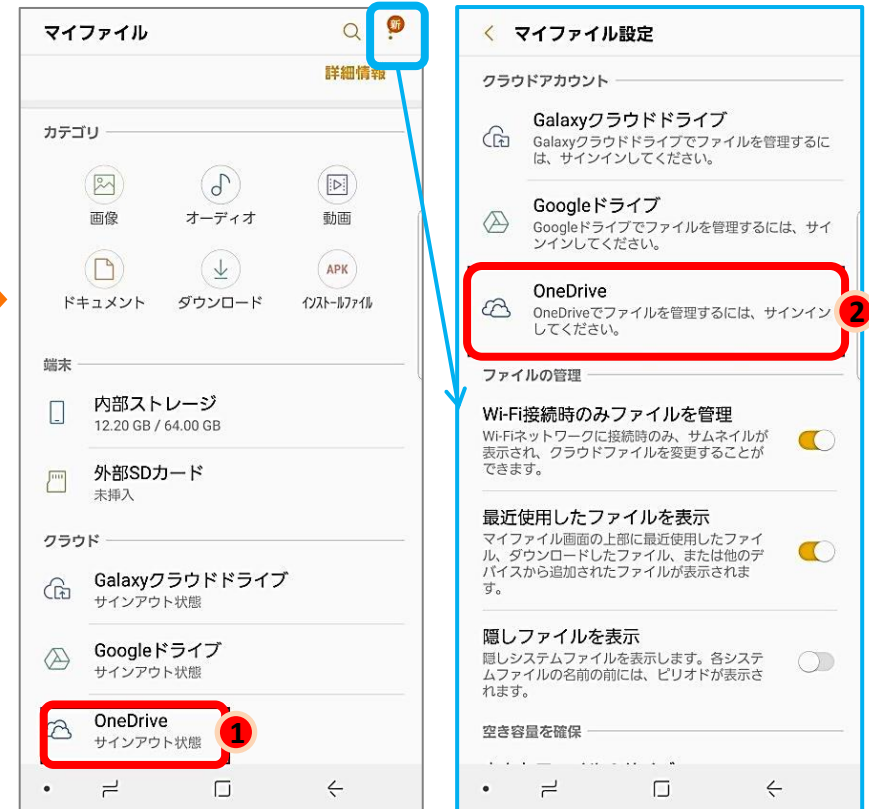 マイファイル
新
詳細情報
カテゴリ
画像
オーディオ
動画
APK
ドキュメント
ダウンロード
インストールファイル
端末
内部ストレージ
12.20 GB / 64.00 GB
外部SDカード
未挿入
クラウド
Galaxyクラウドドライブ
サインアウト状態
Googleドライブ
サインアウト状態
OneDrive
サインアウト状態
1
マイファイル設定
クラウドアカウント
Galaxyクラウドドライブ
Galaxyクラウドドライブでファイルを管理するに
は、サインインしてください。
Googleドライブ
Googleドライブでファイルを管理するには、サイ
ンインしてください。
OneDrive
OneDriveでファイルを管理するには、サインイン
してください。
2
ファイルの管理
Wi-Fi接続時のみファイルを管理
Wi-Fiネットワークに接続時のみ、サムネイルが
表示され、クラウドファイルを変更することが
できます。
最近使用したファイルを表示
マイファイル画面の上部に最近使用したファイ
ル、ダウンロードしたファイル、または他のデ
バイスから追加されたファイルが表示されま
す。
隠しファイルを表示
隠しシステムファイルを表示します。各システ
ムファイルの名前の前には、ピリオドが表示さ
れます。
空き容量を確保